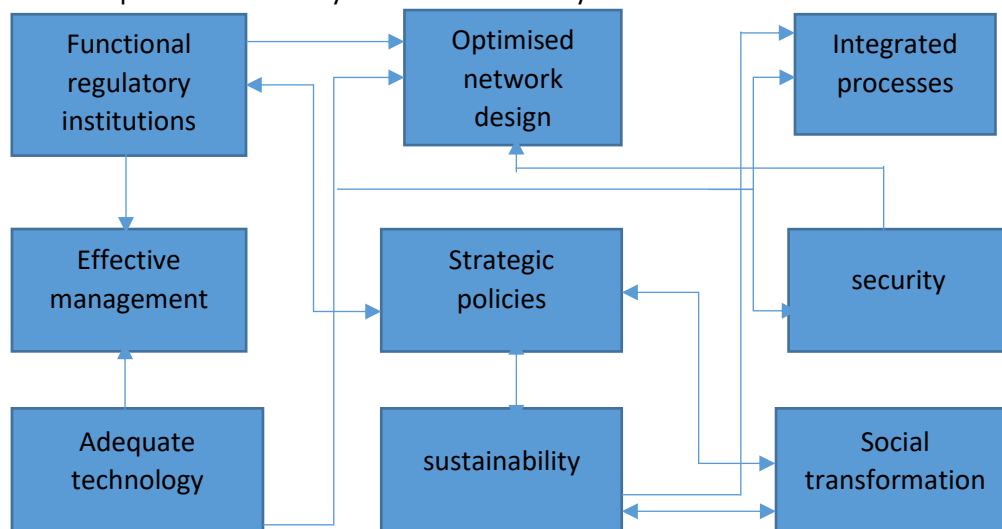 Functional
regulatory
institutions
Optimised
network
design
Integrated
processes
Effective
management
Strategic
policies
security
Adequate
technology
sustainability
Social
transformation